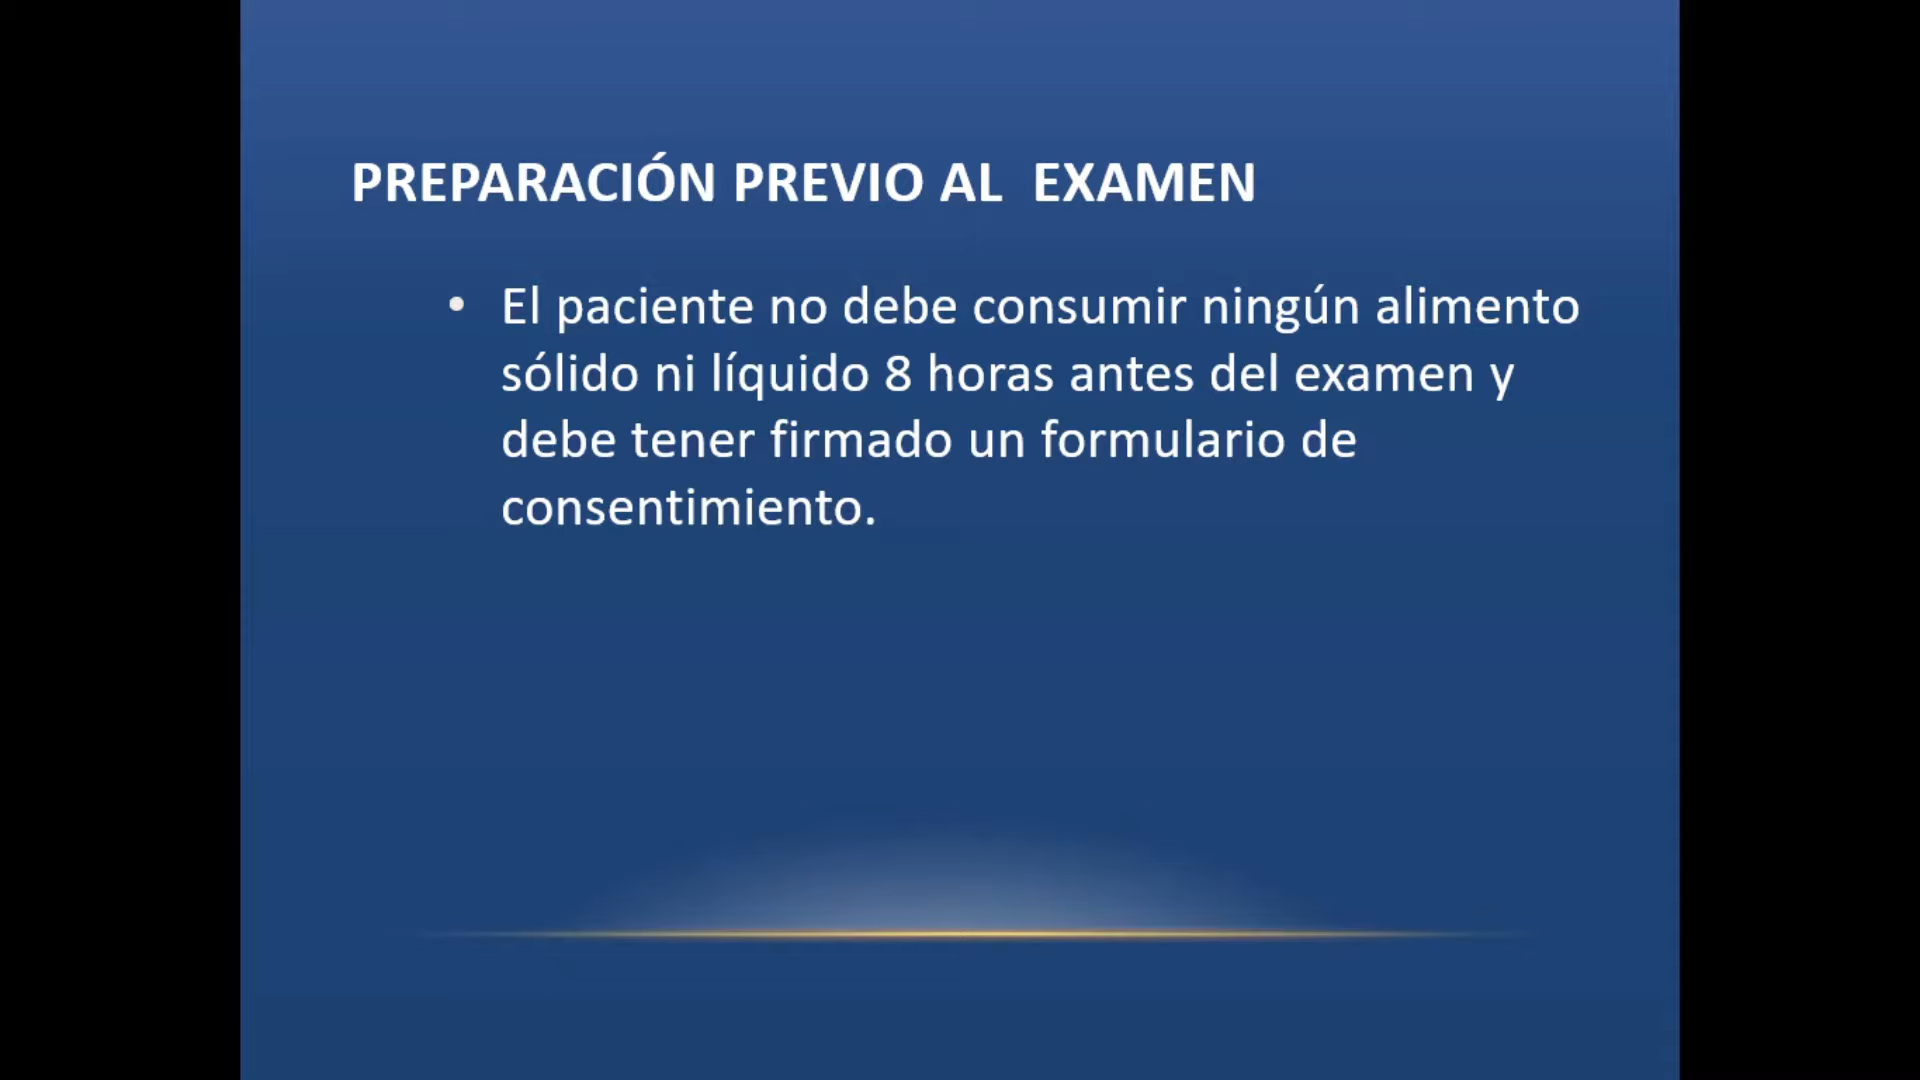 PREPARACIÓN PREVIO AL  EXAMEN
• El paciente no debe consumir ningún alimento
sólido ni líquido 8 horas antes del examen y
debe tener firmado un formulario de
consentimiento.